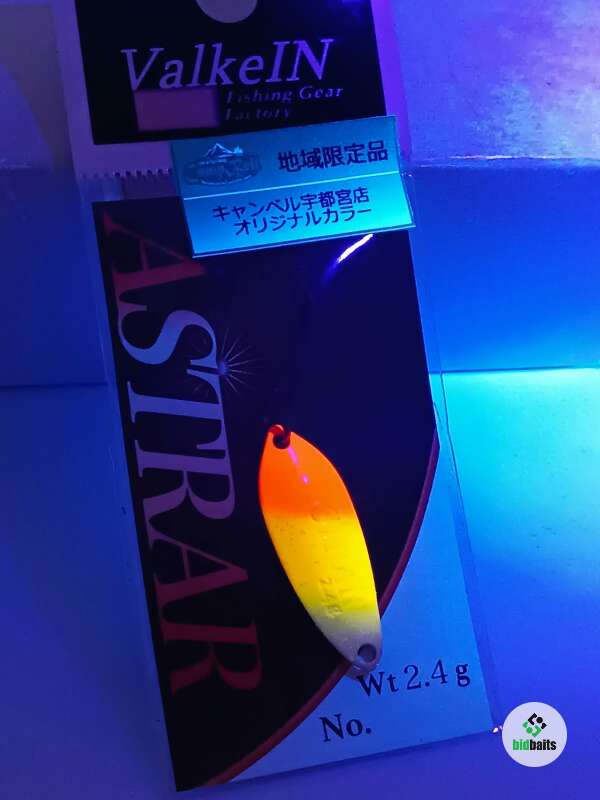 ValkeIN
Fishing Gear
Factory
地域限定品
キャンベル宇都宮店
オリジナルカラー
ASTRAR
Wt 2.4 g
No.
bidbaits